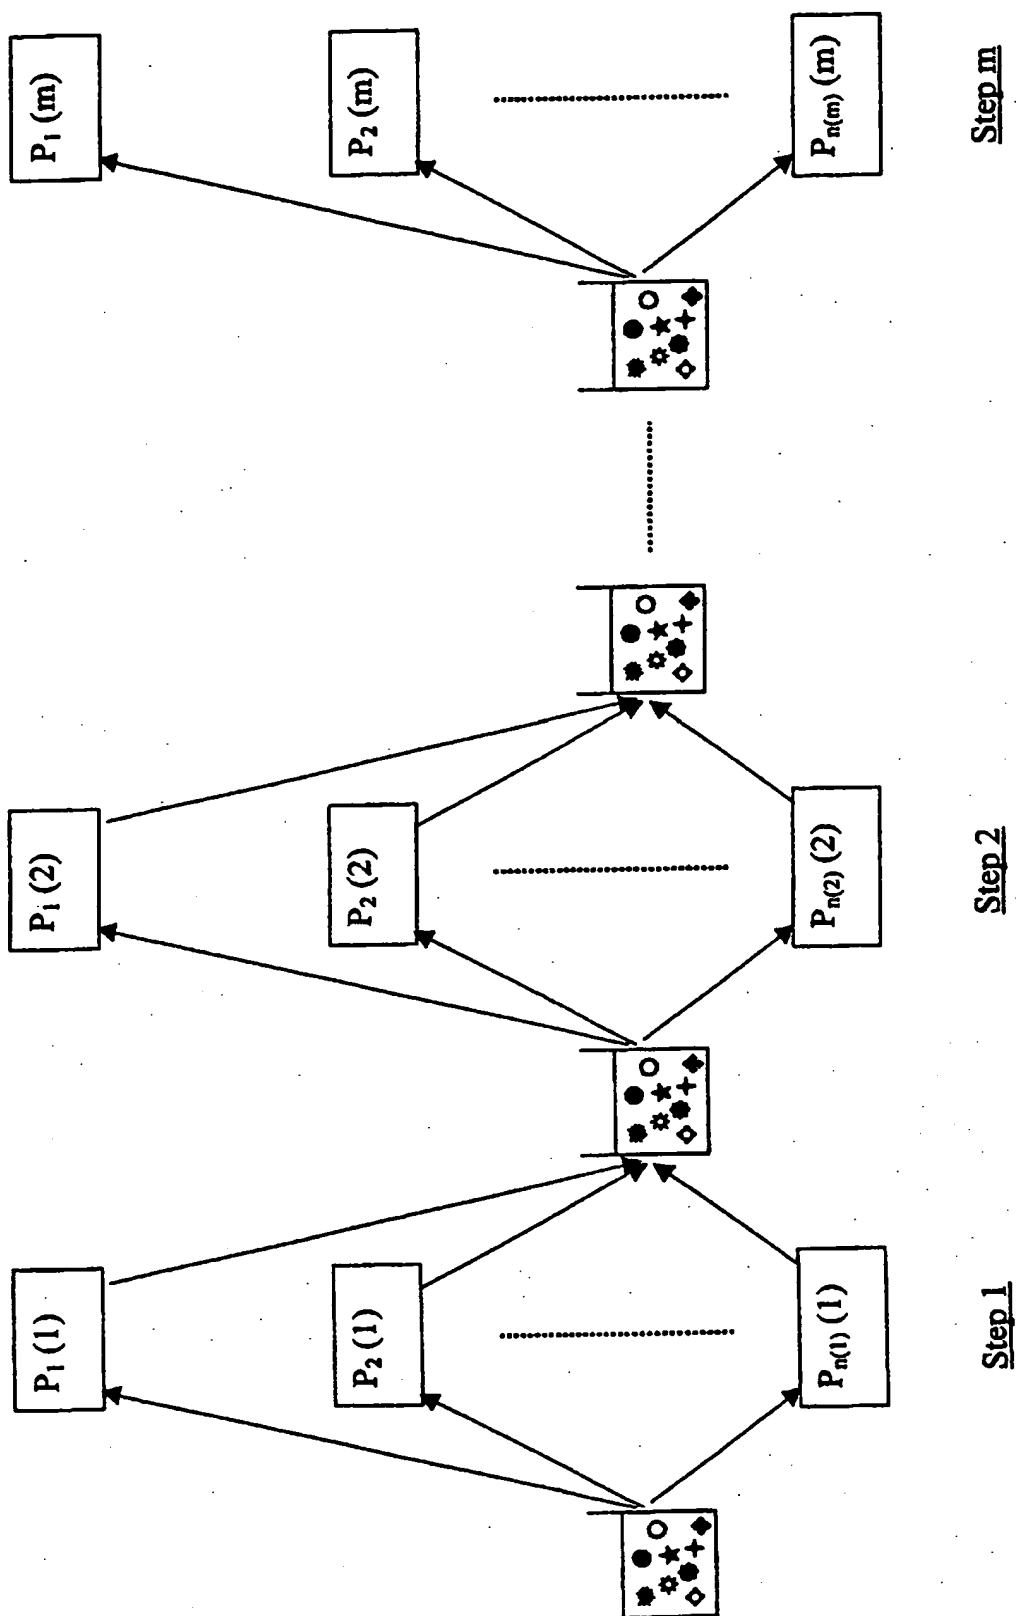 P₁ (1)
P₂ (1)
Pₙ₍₁₎ (1)
Step 1
P₁ (2)
P₂ (2)
Pₙ₍₂₎ (2)
Step 2
P₁ (m)
P₂ (m)
Pₙ₍ₘ₎ (m)
Step m